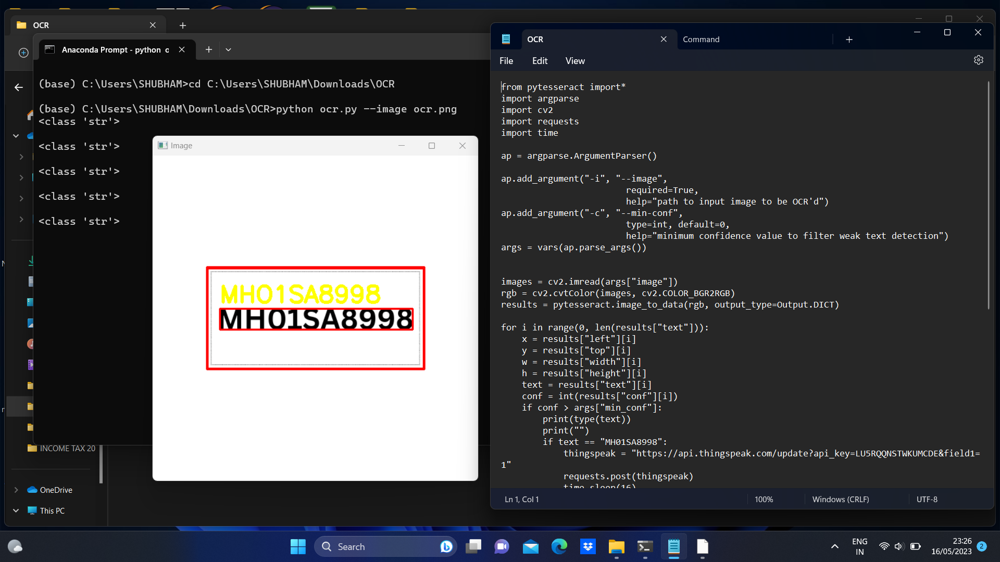 OCR
Anaconda Prompt - python o
(base) C:\Users\SHUBHAM>cd C:\Users\SHUBHAM\Downloads\OCR
(base) C:\Users\SHUBHAM\Downloads\OCR>python ocr.py --image ocr.png
<class 'str'>
<class 'str'>
<class 'str'>
<class 'str'>
<class 'str'>
Image
MH01SA8998
MH01SA8998
INCOME TAX 20
OneDrive
This PC
OCR
Command
File Edit View
from pytesseract import*
import argparse
import cv2
import requests
import time
ap = argparse.ArgumentParser()
ap.add_argument("-i", "--image",
required=True,
help="path to input image to be OCR'd")
ap.add_argument("-c", "--min-conf",
type=int, default=0,
help="minimum confidence value to filter weak text detection")
args = vars(ap.parse_args())
images = cv2.imread(args["image"])
rgb = cv2.cvtColor(images, cv2.COLOR_BGR2RGB)
results = pytesseract.image_to_data(rgb, output_type=Output.DICT)
for i in range(0, len(results["text"])):
x = results["left"][i]
y = results["top"][i]
w = results["width"][i]
h = results["height"][i]
text = results["text"][i]
conf = int(results["conf"][i])
if conf > args["min_conf"]:
print(type(text))
print("")
if text == "MH01SA8998":
thingspeak = "https://api.thingspeak.com/update?api_key=LU5RQQNSTWKUMCDE&field1=
1"
requests.post(thingspeak)
time.sleep(16)
Ln 1, Col 1
100%
Windows (CRLF)
UTF-8
Search
ENG
IN
23:26
16/05/2023
2